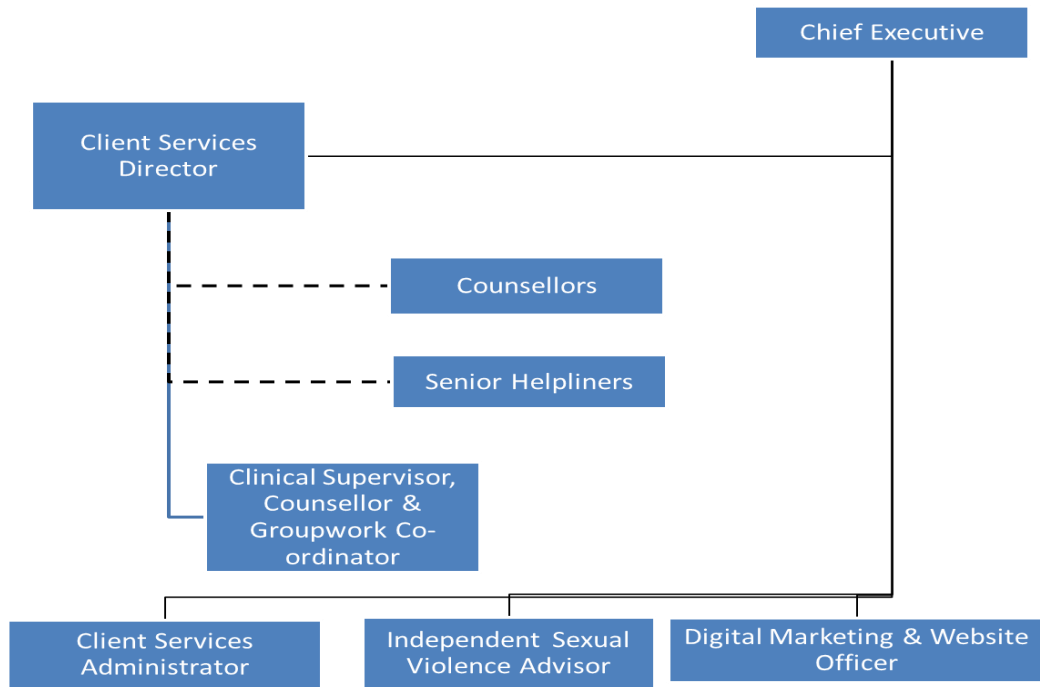 Chief Executive
Client Services
Director
Counsellors
Senior Helpliners
Clinical Supervisor,
Counsellor &
Groupwork Co-
ordinator
Client Services
Administrator
Independent Sexual
Violence Advisor
Digital Marketing & Website
Officer